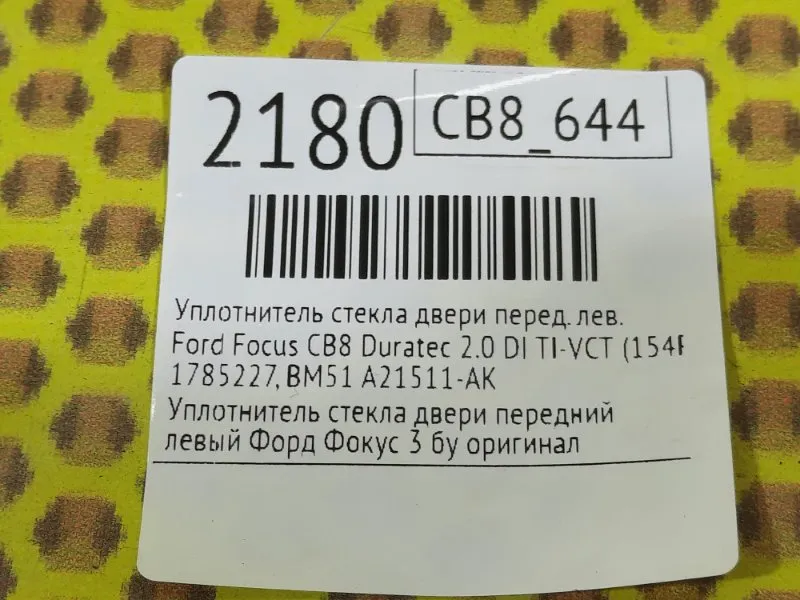 2180
CB8_644
Уплотнитель стекла двери перед. лев.
Ford Focus CB8 Duratec 2.0 DI TI-VCT
1785227, BM51 A21511-AK
Уплотнитель стекла двери передний
левый Форд Фокус 3 бу оригинал